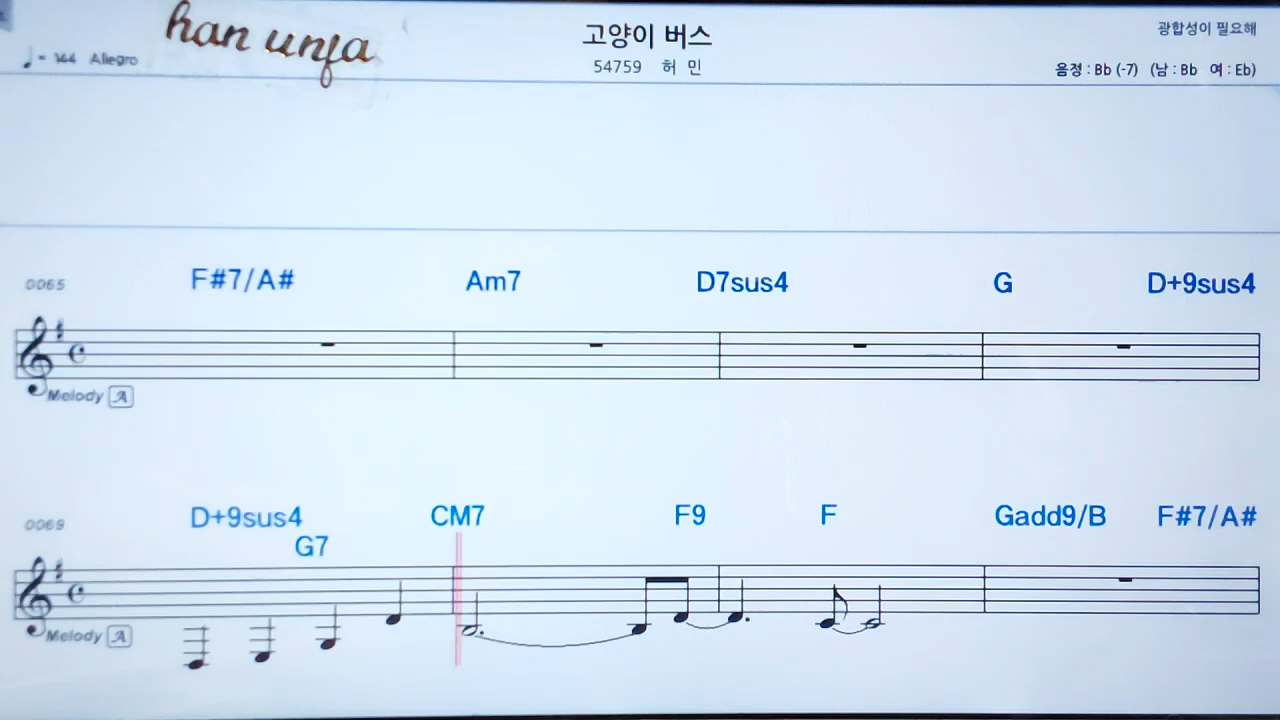 han unfa
고양이 버스
광합성이 필요해
♩= 144 Allegro
54759 허 민
음정 : Bb (-7) (남 : Bb 여 : Eb)
0065 F#7/A# Am7 D7sus4 G D+9sus4
Melody A
0069 D+9sus4 CM7 F9 F Gadd9/B F#7/A#
G7
Melody A